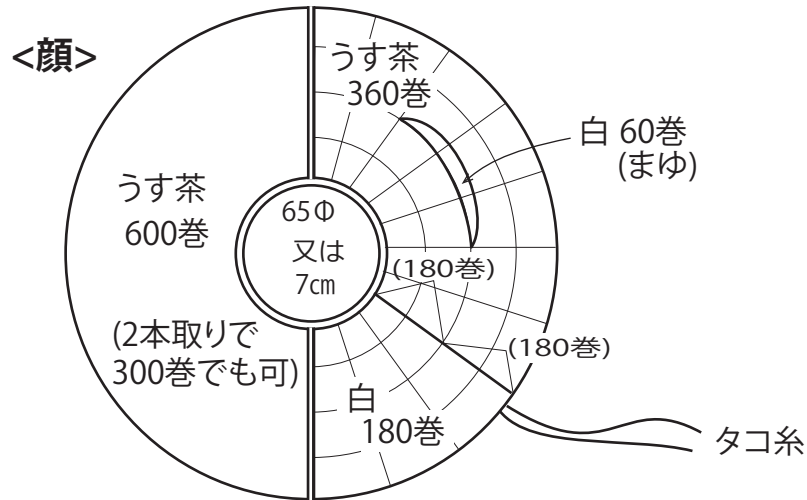 <顔>
うす茶
360巻
白 60巻
(まゆ)
うす茶
600巻
65Φ
又は
7㎝
(180巻)
(2本取りで
300巻でも可)
(180巻)
白
180巻
タコ糸